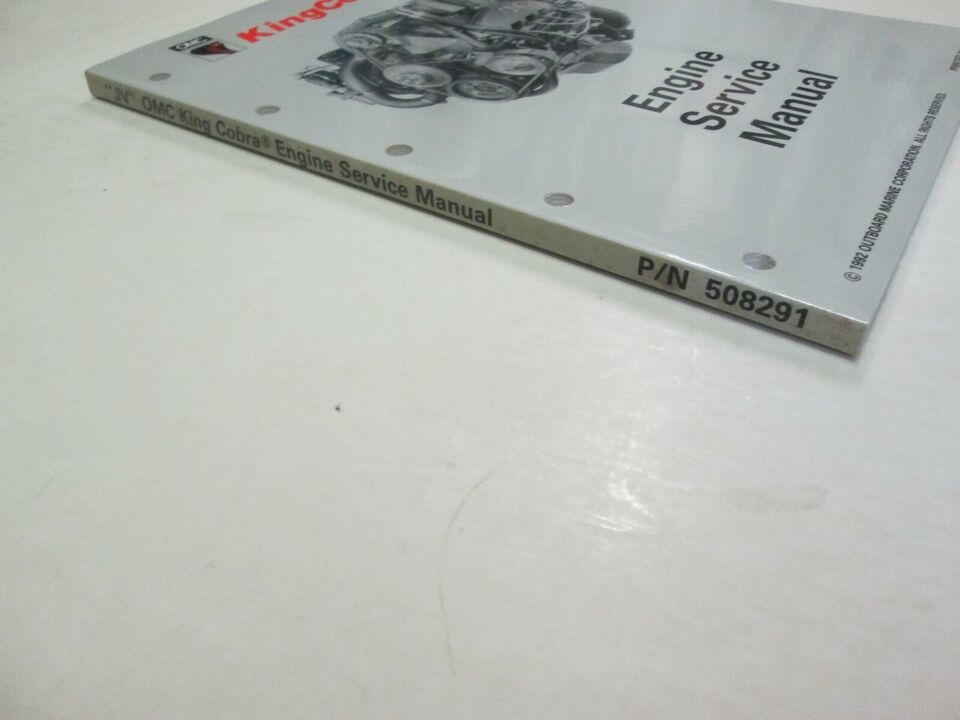 OMC
KingCo
Engine
Service
Manual
© 1992 OUTBOARD MARINE CORPORATION. ALL RIGHTS RESERVED.
"JV" OMC King Cobra® Engine Service Manual
P/N 508291